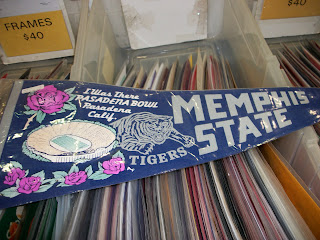 FRAMES
$40
$40
I Was There
PASADENA BOWL
Pasadena
Calif.
TIGERS
MEMPHIS
STATE